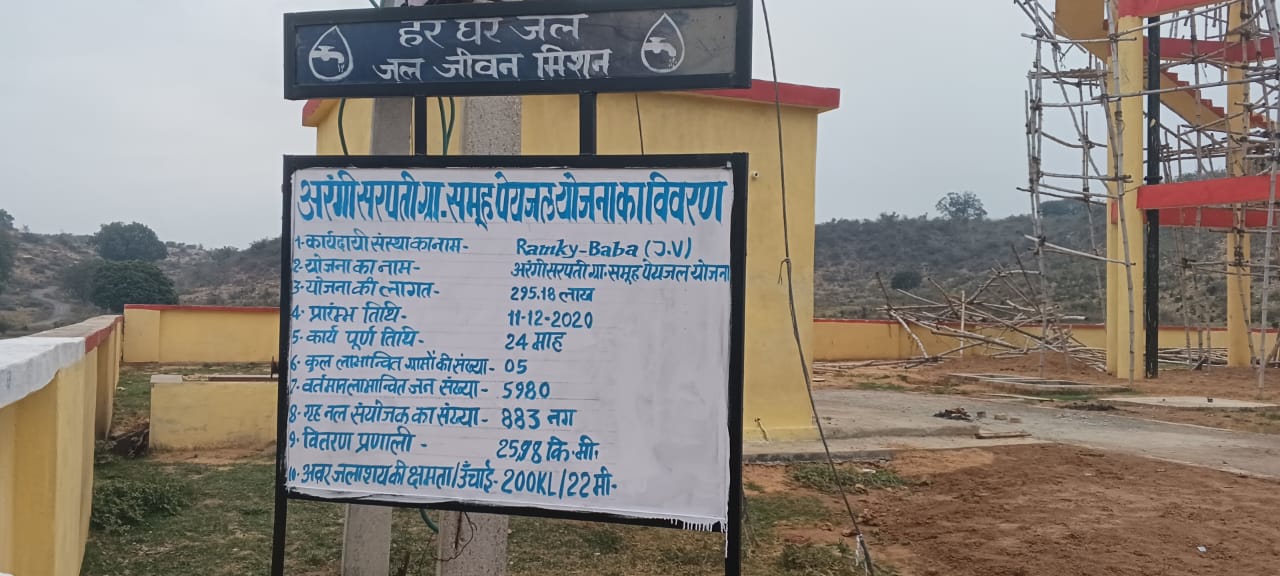 हर घर जल
जल जीवन मिशन
अरंगी सरपती ग्रा. समूह पेयजल योजना का विवरण
1- कार्यदायी संस्था का नाम- Ramky-Baba (J.V)
2- योजना का नाम- अरंगी सरपती ग्रा. समूह पेयजल योजना
3- योजना की लागत- 295.18 लाख
4- प्रारम्भ तिथि- 11-12-2020
5- कार्य पूर्ण तिथि- 24 माह
6- कुल लाभान्वित ग्रामों की संख्या- 05
7- वर्तमान लाभान्वित जन संख्या- 5980
8- गृह नल संयोजक का संख्या- 883 नग
9- वितरण प्रणाली- 25.98 कि.मी.
10- अवर जलाशय की क्षमता/उँचाई- 200KL/22 मी.